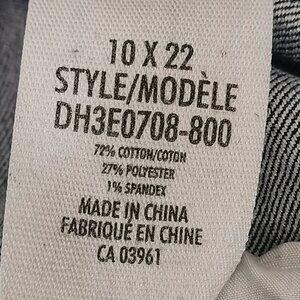 10 X 22
STYLE/MODÈLE
DH3E0708-800
72% COTTON/COTON
27% POLYESTER
1% SPANDEX
MADE IN CHINA
FABRIQUÉ EN CHINE
CA 03961